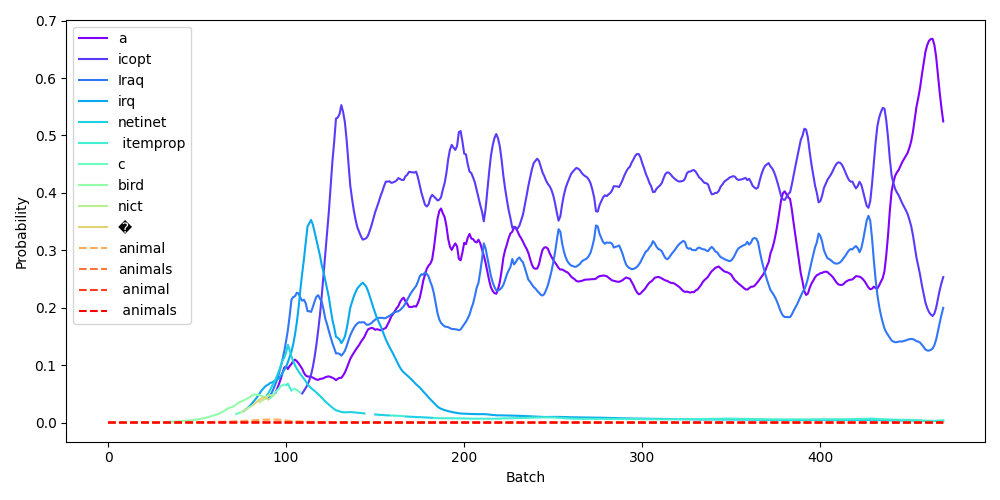 0.7
0.6
0.5
0.4
0.3
0.2
0.1
0.0
Probability
a
icopt
Iraq
irq
netinet
itemprop
c
bird
nict
�
animal
animals
animal
animals
0 100 200 300 400
Batch